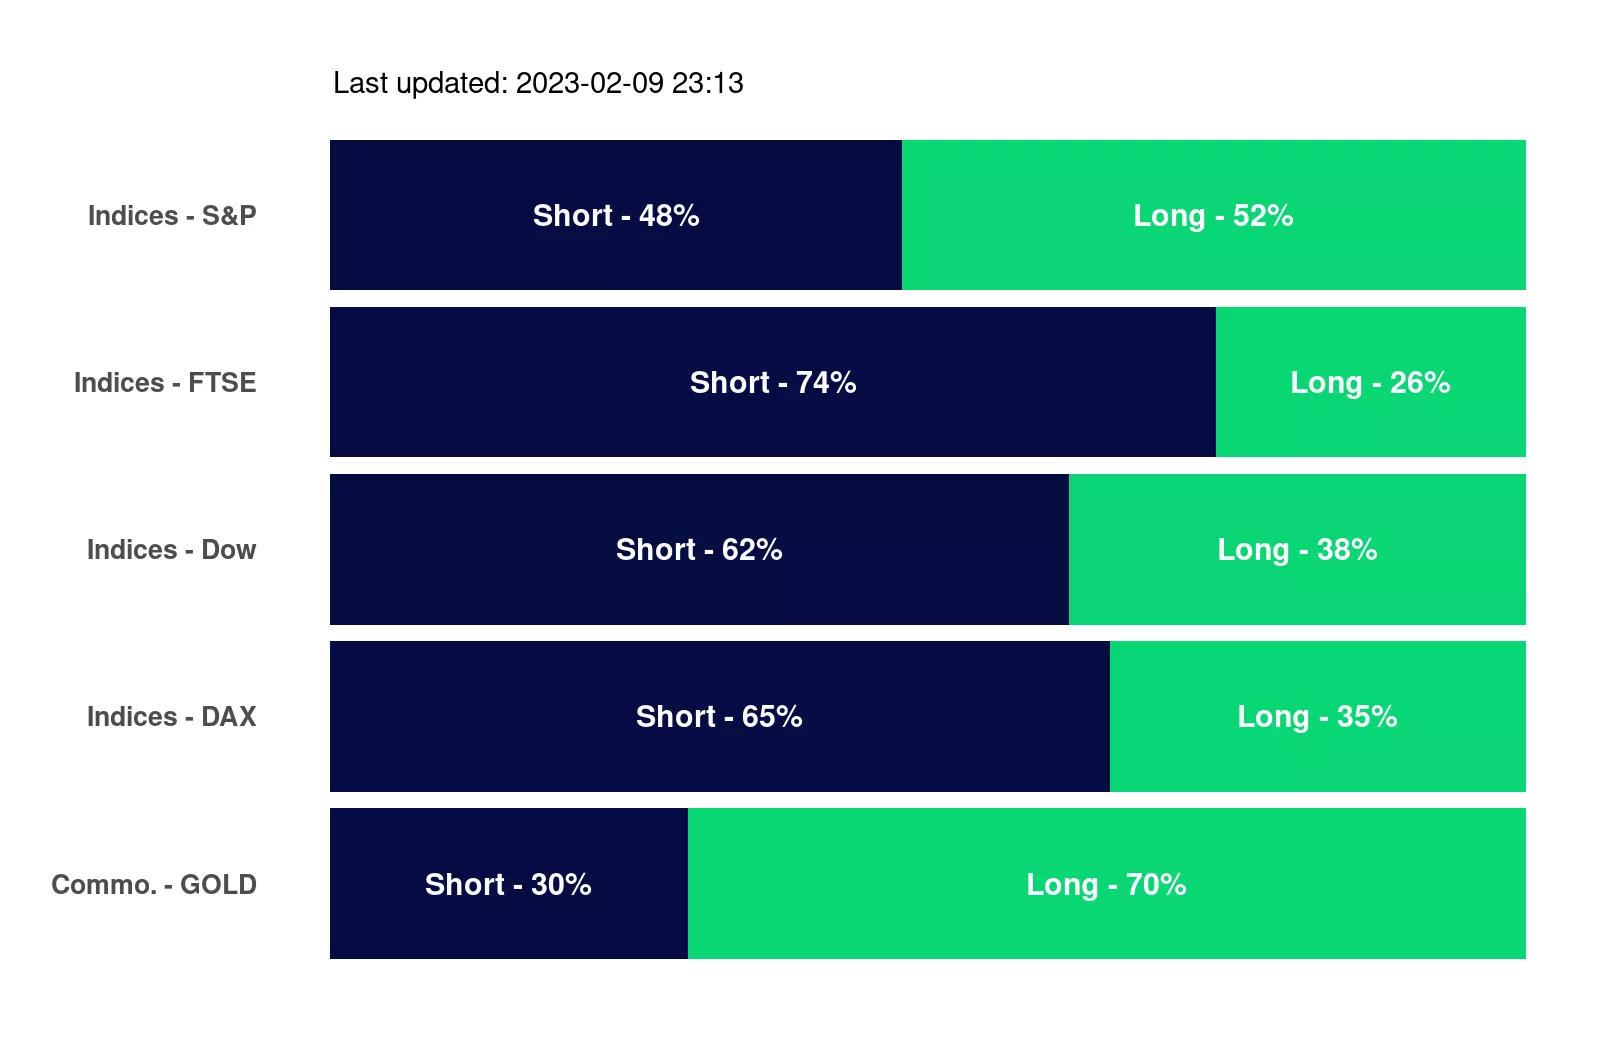 Last updated: 2023-02-09 23:13
Indices - S&P Short - 48% Long - 52%
Indices - FTSE Short - 74% Long - 26%
Indices - Dow Short - 62% Long - 38%
Indices - DAX Short - 65% Long - 35%
Commo. - GOLD Short - 30% Long - 70%